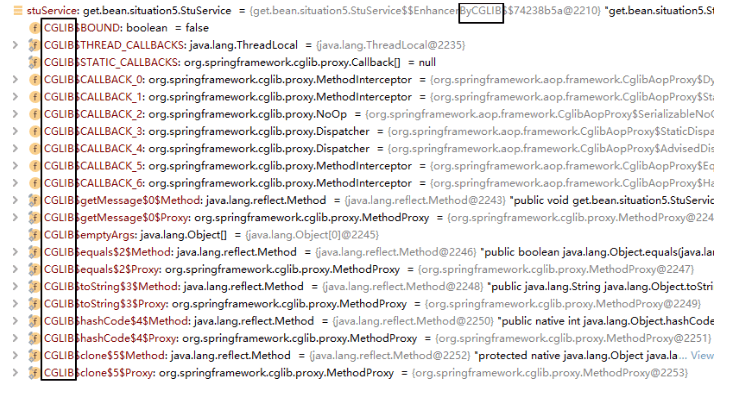 stuService: get.bean.situation5.StuService = {get.bean.situation5.StuService$$EnhancerByCGLIB$$74238b5a@2210} "get.bean.situation5.St
CGLIB$BOUND: boolean = false
CGLIB$THREAD_CALLBACKS: java.lang.ThreadLocal = {java.lang.ThreadLocal@2235}
CGLIB$STATIC_CALLBACKS: org.springframework.cglib.proxy.Callback[] = null
CGLIB$CALLBACK_0: org.springframework.cglib.proxy.MethodInterceptor = {org.springframework.aop.framework.CglibAopProxy$Dy
CGLIB$CALLBACK_1: org.springframework.cglib.proxy.MethodInterceptor = {org.springframework.aop.framework.CglibAopProxy$Sta
CGLIB$CALLBACK_2: org.springframework.cglib.proxy.NoOp = {org.springframework.aop.framework.CglibAopProxy$SerializableNoO
CGLIB$CALLBACK_3: org.springframework.cglib.proxy.Dispatcher = {org.springframework.aop.framework.CglibAopProxy$StaticDispa
CGLIB$CALLBACK_4: org.springframework.cglib.proxy.Dispatcher = {org.springframework.aop.framework.CglibAopProxy$AdvisedDis
CGLIB$CALLBACK_5: org.springframework.cglib.proxy.MethodInterceptor = {org.springframework.aop.framework.CglibAopProxy$Eq
CGLIB$CALLBACK_6: org.springframework.cglib.proxy.MethodInterceptor = {org.springframework.aop.framework.CglibAopProxy$Ha
CGLIB$getMessage$0$Method: java.lang.reflect.Method = {java.lang.reflect.Method@2243} "public void get.bean.situation5.StuServic
CGLIB$getMessage$0$Proxy: org.springframework.cglib.proxy.MethodProxy = {org.springframework.cglib.proxy.MethodProxy@224
CGLIB$emptyArgs: java.lang.Object[] = {java.lang.Object[0]@2245}
CGLIB$equals$2$Method: java.lang.reflect.Method = {java.lang.reflect.Method@2246} "public boolean java.lang.Object.equals(java.lan
CGLIB$equals$2$Proxy: org.springframework.cglib.proxy.MethodProxy = {org.springframework.cglib.proxy.MethodProxy@2247}
CGLIB$toString$3$Method: java.lang.reflect.Method = {java.lang.reflect.Method@2248} "public java.lang.String java.lang.Object.toStrin
CGLIB$toString$3$Proxy: org.springframework.cglib.proxy.MethodProxy = {org.springframework.cglib.proxy.MethodProxy@2249}
CGLIB$hashCode$4$Method: java.lang.reflect.Method = {java.lang.reflect.Method@2250} "public native int java.lang.Object.hashCode
CGLIB$hashCode$4$Proxy: org.springframework.cglib.proxy.MethodProxy = {org.springframework.cglib.proxy.MethodProxy@2251}
CGLIB$clone$5$Method: java.lang.reflect.Method = {java.lang.reflect.Method@2252} "protected native java.lang.Object java.la... View
CGLIB$clone$5$Proxy: org.springframework.cglib.proxy.MethodProxy = {org.springframework.cglib.proxy.MethodProxy@2253}